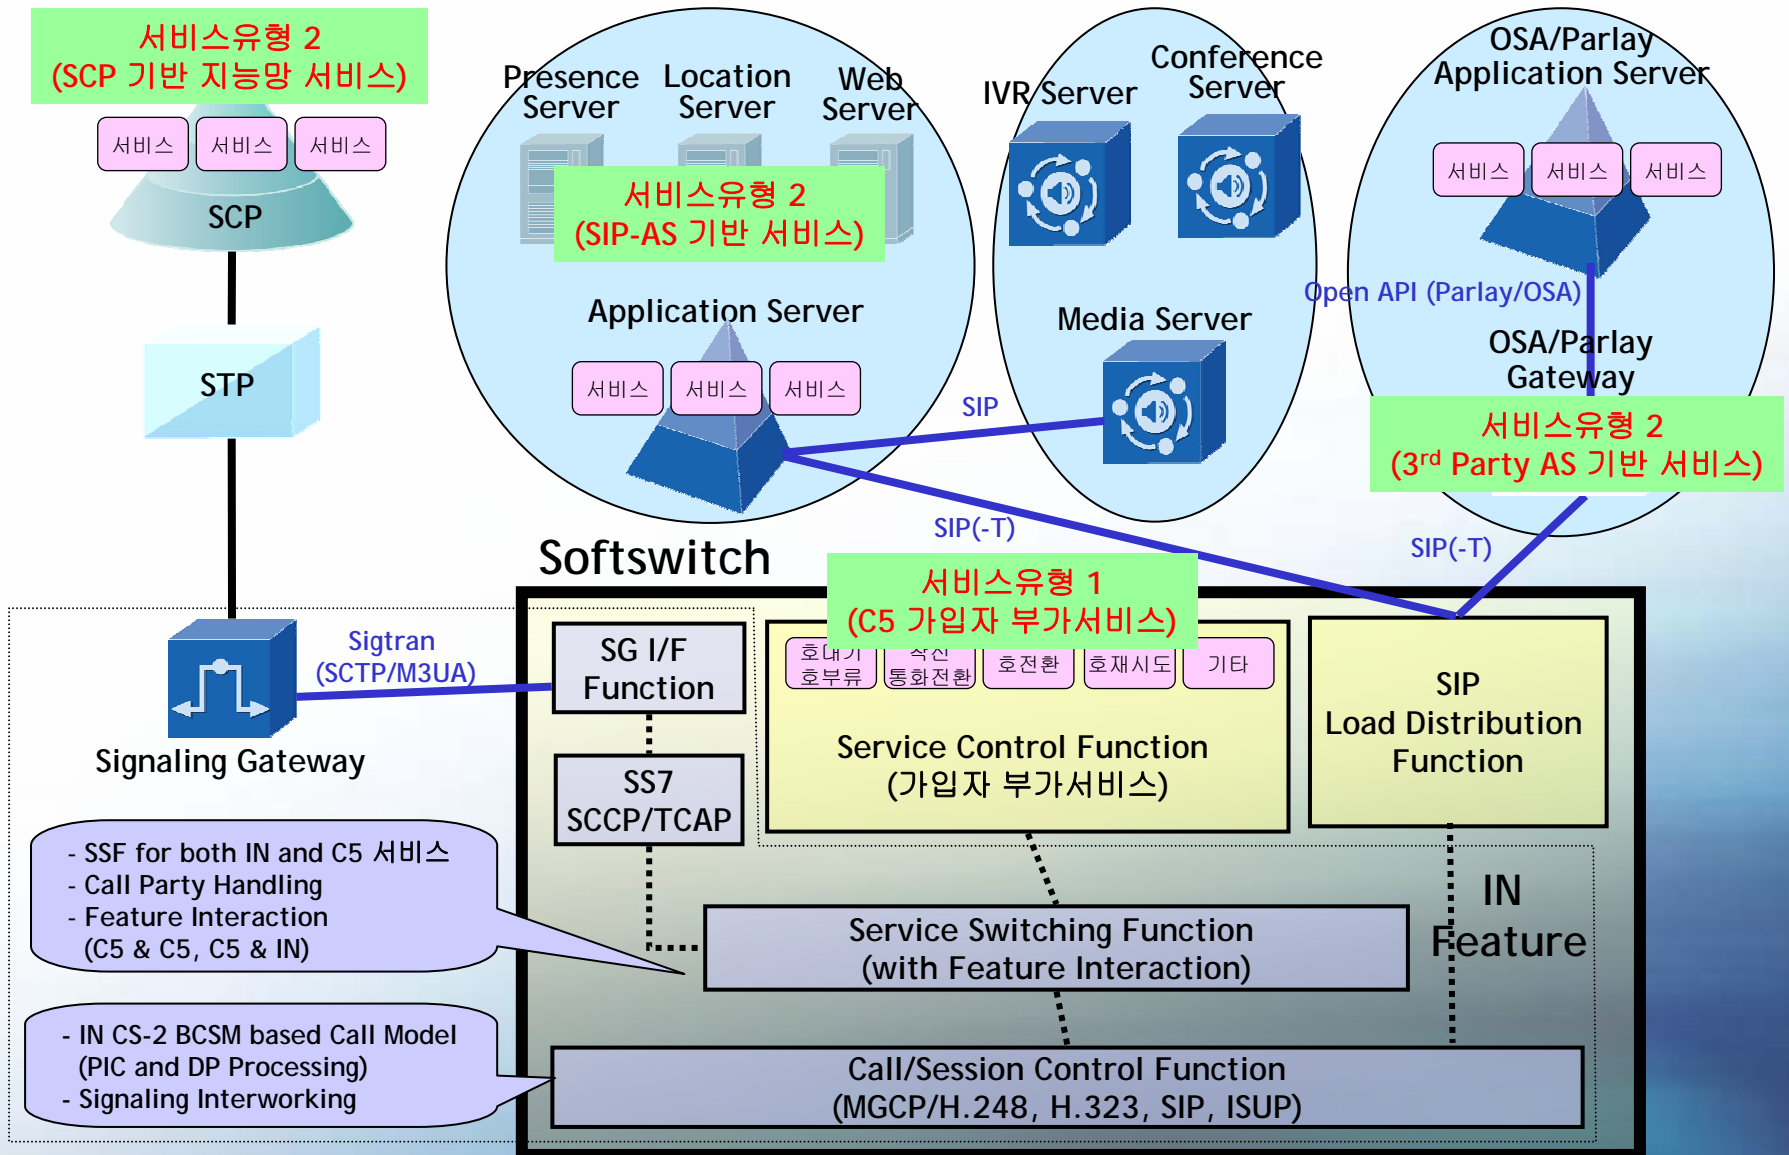 서비스유형 2
(SCP 기반 지능망 서비스)
서비스
서비스
서비스
SCP
STP
Presence
Server
Location
Server
Web
Server
서비스유형 2
(SIP-AS 기반 서비스)
Application Server
서비스
서비스
서비스
IVR Server
Conference
Server
Media Server
SIP
OSA/Parlay
Application Server
서비스
서비스
서비스
Open API (Parlay/OSA)
OSA/Parlay
Gateway
서비스유형 2
(3rd Party AS 기반 서비스)
SIP(-T)
SIP(-T)
Softswitch
서비스유형 1
(C5 가입자 부가서비스)
Sigtran
(SCTP/M3UA)
Signaling Gateway
SG I/F
Function
SS7
SCCP/TCAP
호대기
호부류
착신
통화전환
호전환
호재시도
기타
Service Control Function
(가입자 부가서비스)
SIP
Load Distribution
Function
- SSF for both IN and C5 서비스
- Call Party Handling
- Feature Interaction
(C5 & C5, C5 & IN)
IN
Feature
Service Switching Function
(with Feature Interaction)
- IN CS-2 BCSM based Call Model
(PIC and DP Processing)
- Signaling Interworking
Call/Session Control Function
(MGCP/H.248, H.323, SIP, ISUP)